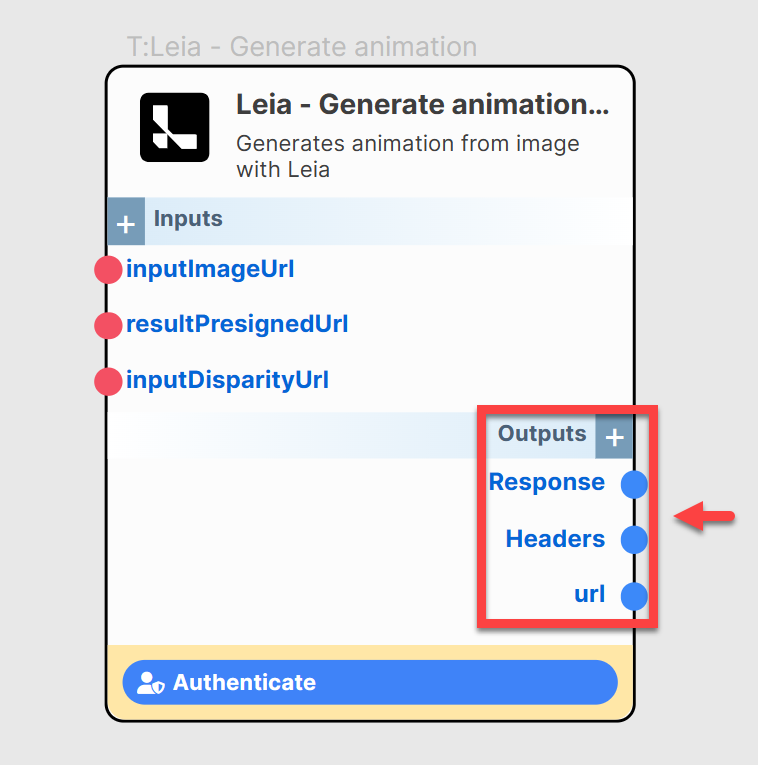 T:Leia - Generate animation
Leia - Generate animation...
Generates animation from image
with Leia
+ Inputs
inputImageUrl
resultPresignedUrl
inputDisparityUrl
Outputs +
Response
Headers
url
Authenticate